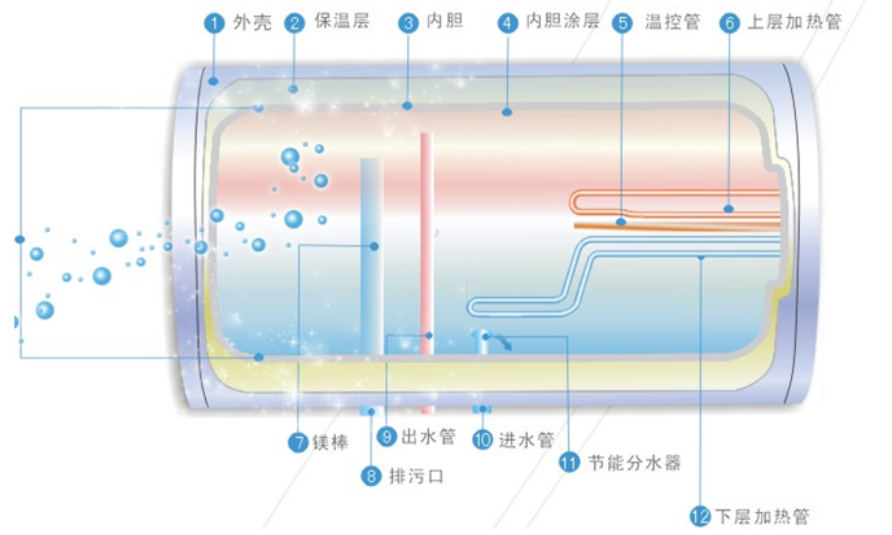 1 外壳
2 保温层
3 内胆
4 内胆涂层
5 温控管
6 上层加热管
7 镁棒
9 出水管
10 进水管
8 排污口
11 节能分水器
12 下层加热管